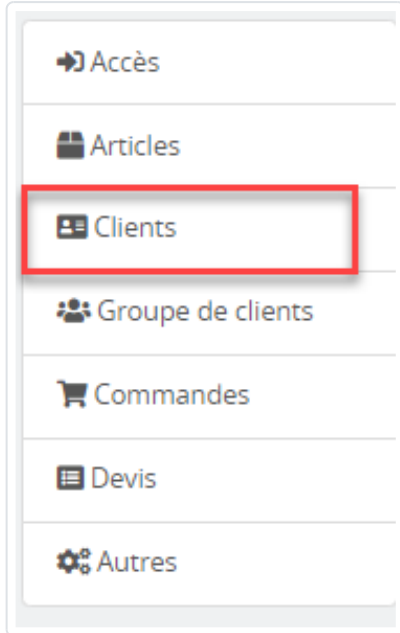 Accès
Articles
Clients
Groupe de clients
Commandes
Devis
Autres